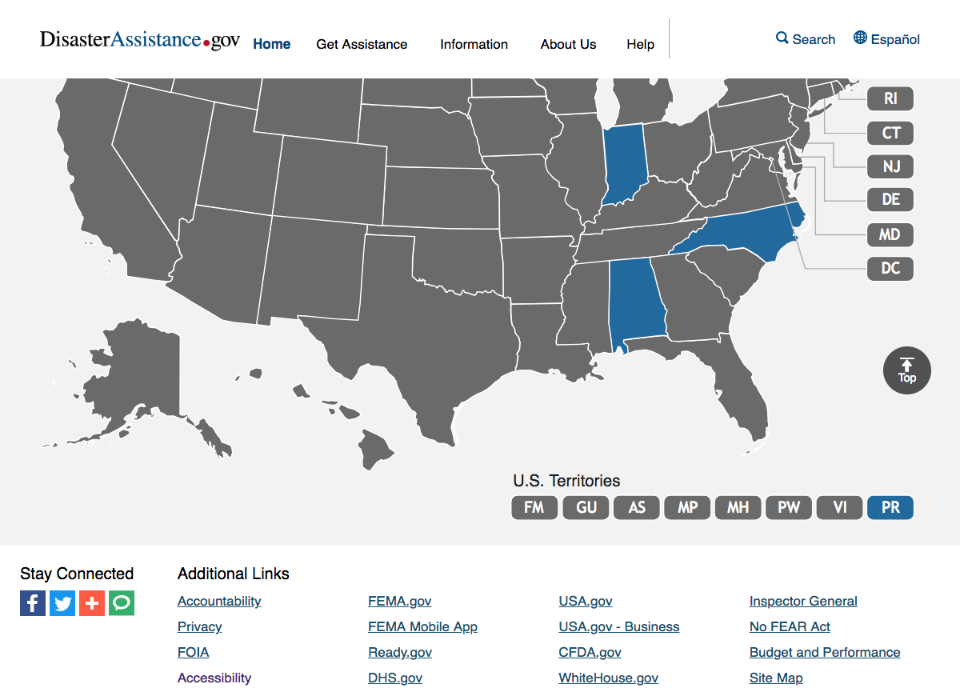 DisasterAssistance.gov Home Get Assistance Information About Us Help Search Español
RI
CT
NJ
DE
MD
DC
Top
U.S. Territories
FM GU AS MP MH PW VI PR
Stay Connected Additional Links
Accountability FEMA.gov USA.gov Inspector General
Privacy FEMA Mobile App USA.gov - Business No FEAR Act
FOIA Ready.gov CFDA.gov Budget and Performance
Accessibility DHS.gov WhiteHouse.gov Site Map